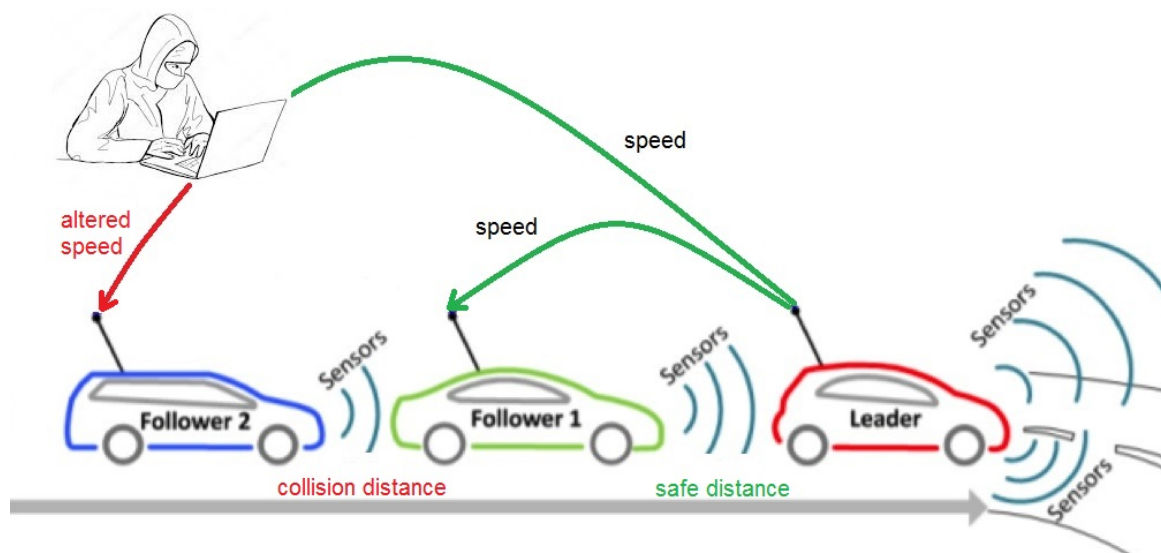 speed
altered
speed
speed
Sensors
Sensors
Sensors
Follower 2
Follower 1
Leader
Sensors
collision distance
safe distance